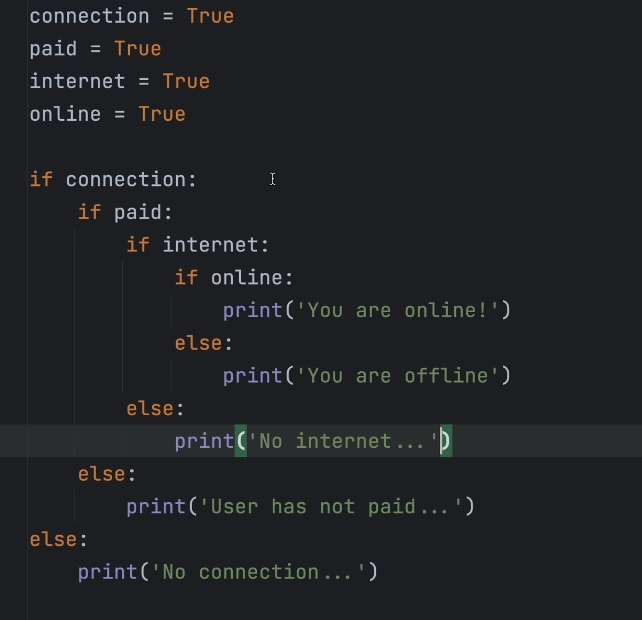 connection = True
paid = True
internet = True
online = True
if connection:
    if paid:
        if internet:
            if online:
                print('You are online!')
            else:
                print('You are offline')
        else:
            print('No internet...')
    else:
        print('User has not paid...')
else:
    print('No connection...')